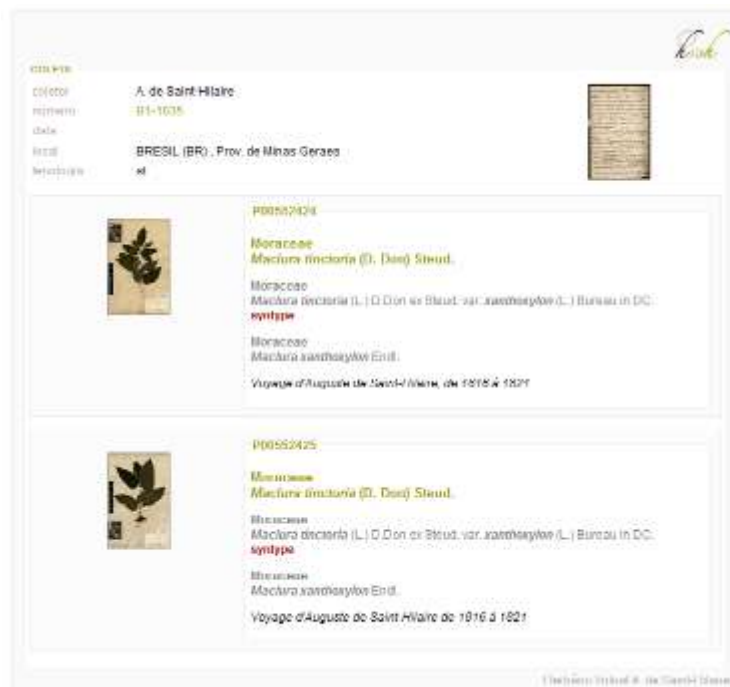 coletor A. de Saint-Hilaire
número B1-1635
data
local BRESIL (BR) , Prov. de Minas Geraes
P00552424
Moraceae
Maclura tinctoria (D. Don) Steud.
Moraceae
Maclura tinctoria (L.) D.Don ex Steud. var. xanthoxylon (L.) Bureau in DC.
syntype
Moraceae
Maclura xanthoxylon Endl.
Voyage d'Auguste de Saint-Hilaire, de 1816 à 1821
P00552425
Moraceae
Maclura tinctoria (D. Don) Steud.
Moraceae
Maclura tinctoria (L.) D.Don ex Steud. var. xanthoxylon (L.) Bureau in DC.
syntype
Moraceae
Maclura xanthoxylon Endl.
Voyage d'Auguste de Saint-Hilaire de 1816 à 1821
Herbário Virtual A. de Saint-Hilaire